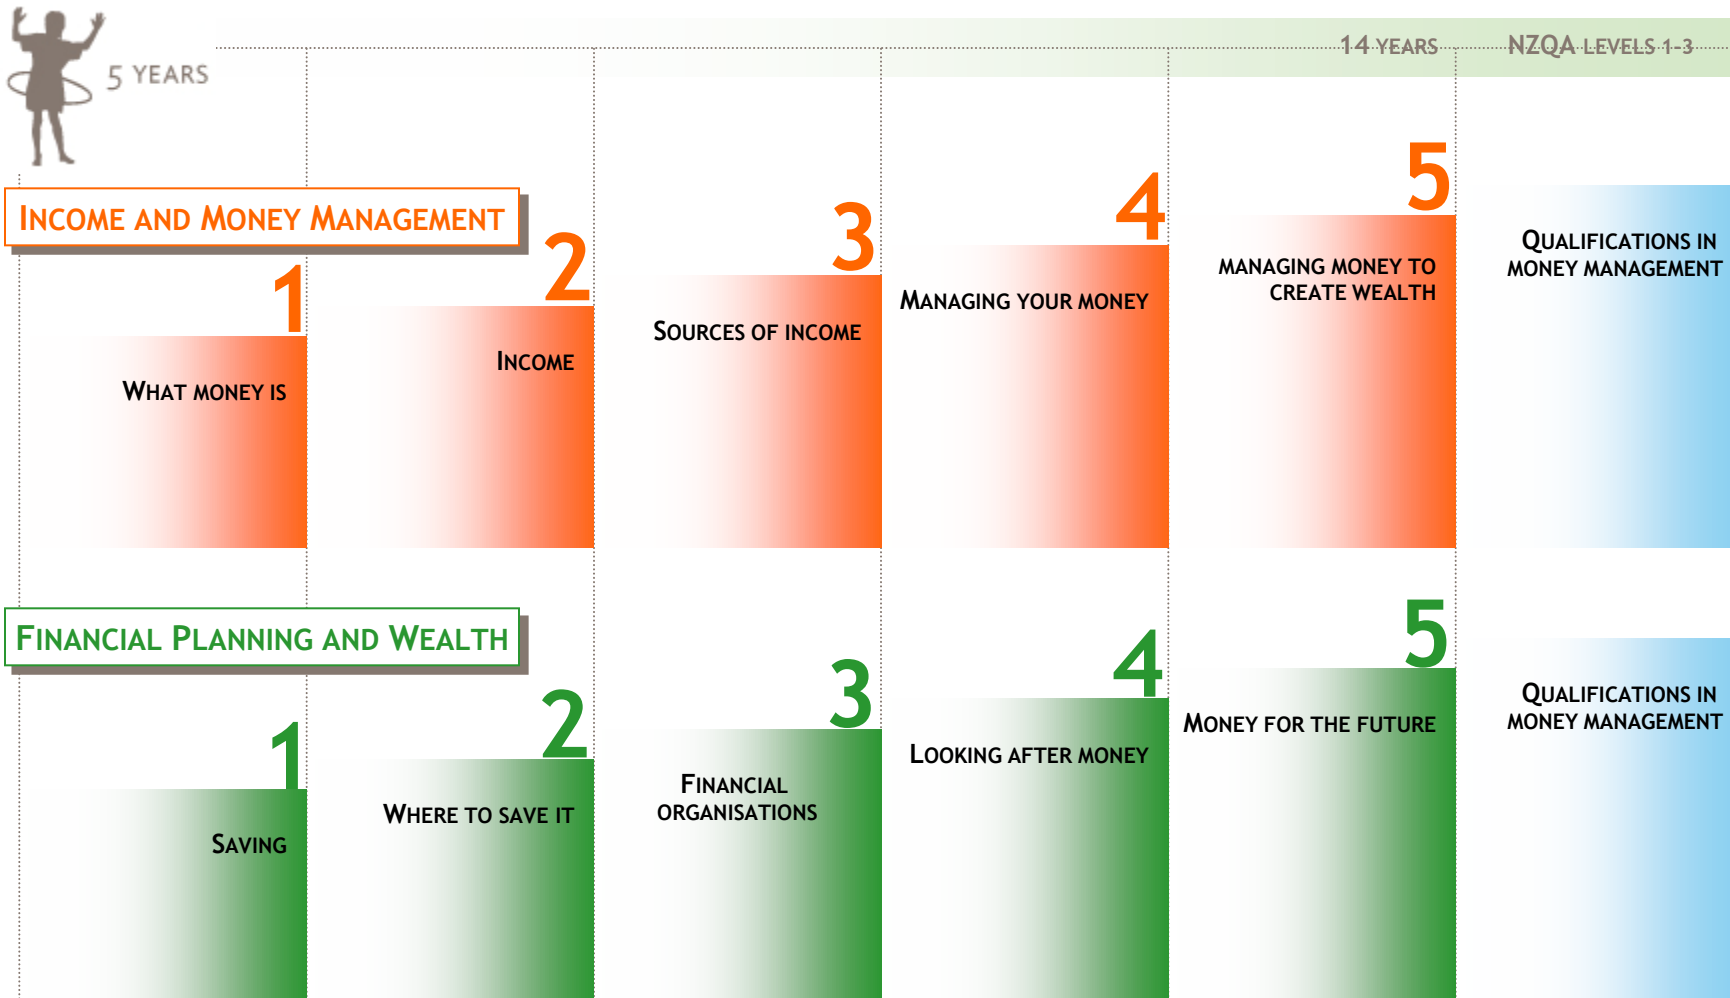 5 YEARS
14 YEARS
NZQA LEVELS 1-3
INCOME AND MONEY MANAGEMENT
1
WHAT MONEY IS
2
INCOME
3
SOURCES OF INCOME
4
MANAGING YOUR MONEY
5
MANAGING MONEY TO
CREATE WEALTH
QUALIFICATIONS IN
MONEY MANAGEMENT
FINANCIAL PLANNING AND WEALTH
1
SAVING
2
WHERE TO SAVE IT
3
FINANCIAL
ORGANISATIONS
4
LOOKING AFTER MONEY
5
MONEY FOR THE FUTURE
QUALIFICATIONS IN
MONEY MANAGEMENT